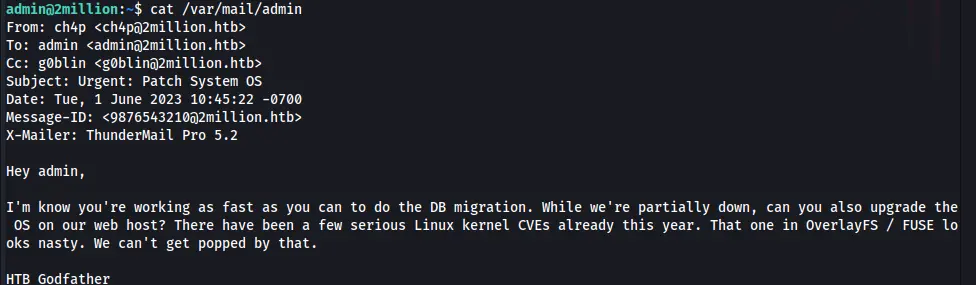 admin@2million:~$ cat /var/mail/admin
From: ch4p <ch4p@2million.htb>
To: admin <admin@2million.htb>
Cc: g0blin <g0blin@2million.htb>
Subject: Urgent: Patch System OS
Date: Tue, 1 June 2023 10:45:22 -0700
Message-ID: <9876543210@2million.htb>
X-Mailer: ThunderMail Pro 5.2
Hey admin,
I'm know you're working as fast as you can to do the DB migration. While we're partially down, can you also upgrade the
 OS on our web host? There have been a few serious Linux kernel CVEs already this year. That one in OverlayFS / FUSE lo
oks nasty. We can't get popped by that.
HTB Godfather